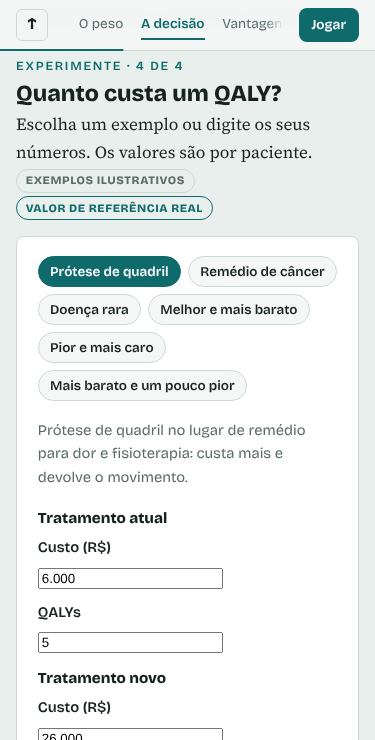 ↑
O peso
A decisão
Vantagen
Jogar
EXPERIMENTE · 4 DE 4
Quanto custa um QALY?
Escolha um exemplo ou digite os seus
números. Os valores são por paciente.
EXEMPLOS ILUSTRATIVOS
VALOR DE REFERÊNCIA REAL
Prótese de quadril
Remédio de câncer
Doença rara
Melhor e mais barato
Pior e mais caro
Mais barato e um pouco pior
Prótese de quadril no lugar de remédio
para dor e fisioterapia: custa mais e
devolve o movimento.
Tratamento atual
Custo (R$)
6.000
QALYs
5
Tratamento novo
Custo (R$)
26.000